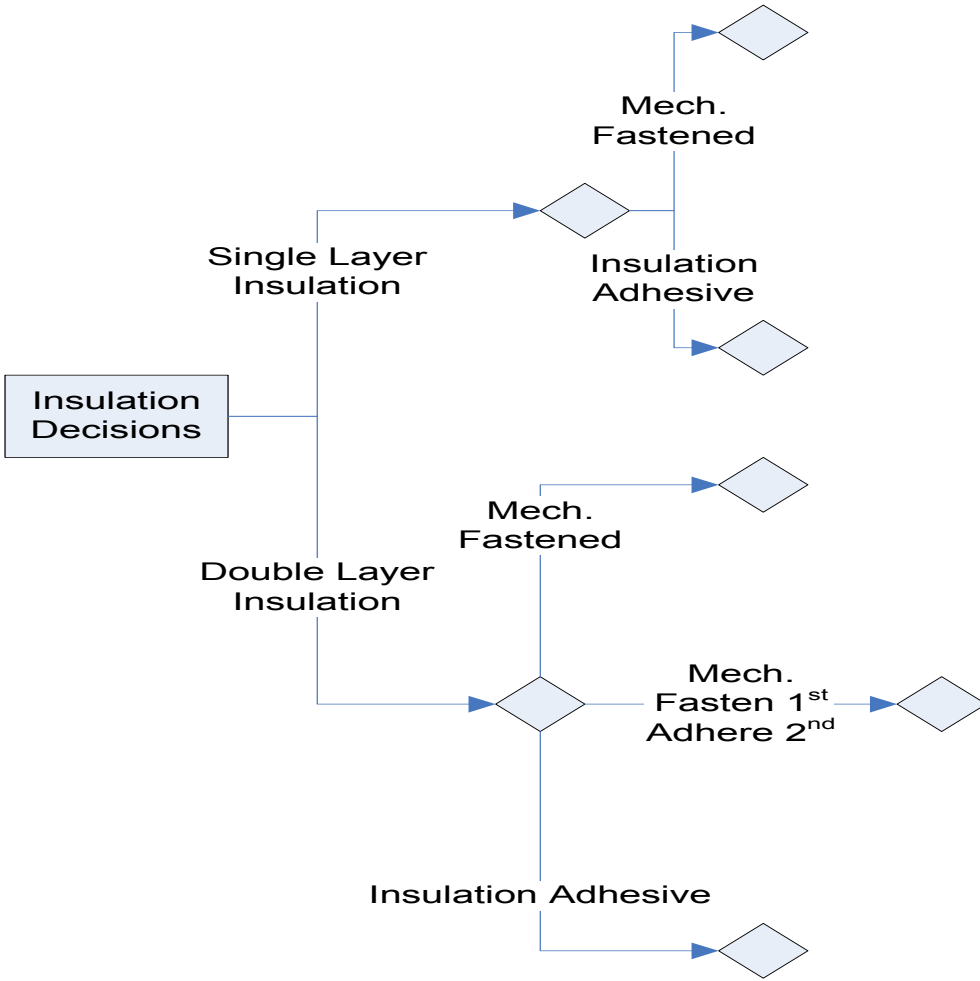 Mech.
Fastened
Single Layer
Insulation
Insulation
Adhesive
Insulation
Decisions
Mech.
Fastened
Double Layer
Insulation
Mech.
Fasten 1st
Adhere 2nd
Insulation Adhesive